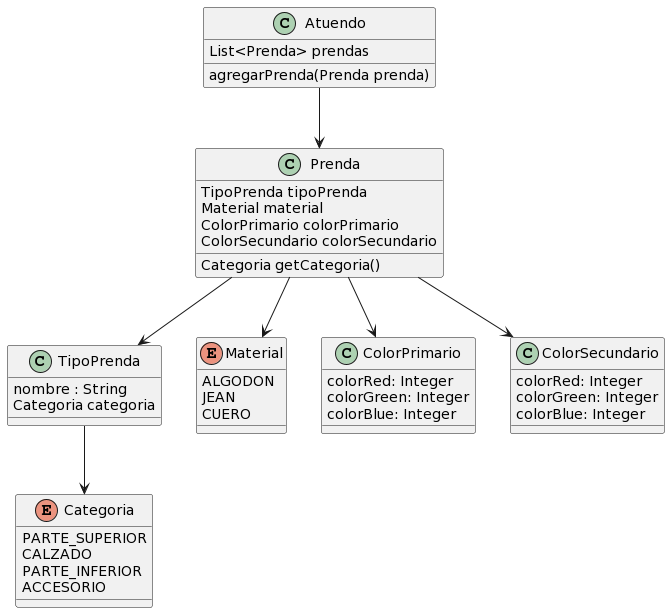 C Atuendo
List<Prenda> prendas
agregarPrenda(Prenda prenda)
C Prenda
TipoPrenda tipoPrenda
Material material
ColorPrimario colorPrimario
ColorSecundario colorSecundario
Categoria getCategoria()
C TipoPrenda
nombre : String
Categoria categoria
E Material
ALGODON
JEAN
CUERO
C ColorPrimario
colorRed: Integer
colorGreen: Integer
colorBlue: Integer
C ColorSecundario
colorRed: Integer
colorGreen: Integer
colorBlue: Integer
E Categoria
PARTE_SUPERIOR
CALZADO
PARTE_INFERIOR
ACCESORIO